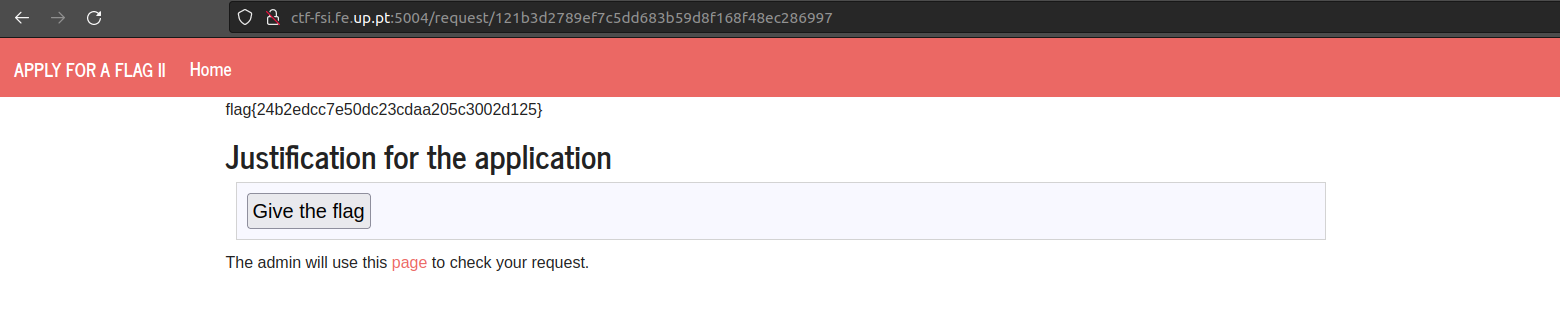 ctf-fsi.fe.up.pt:5004/request/121b3d2789ef7c5dd683b59d8f168f48ec286997
APPLY FOR A FLAG II Home
flag{24b2edcc7e50dc23cdaa205c3002d125}
Justification for the application
Give the flag
The admin will use this page to check your request.